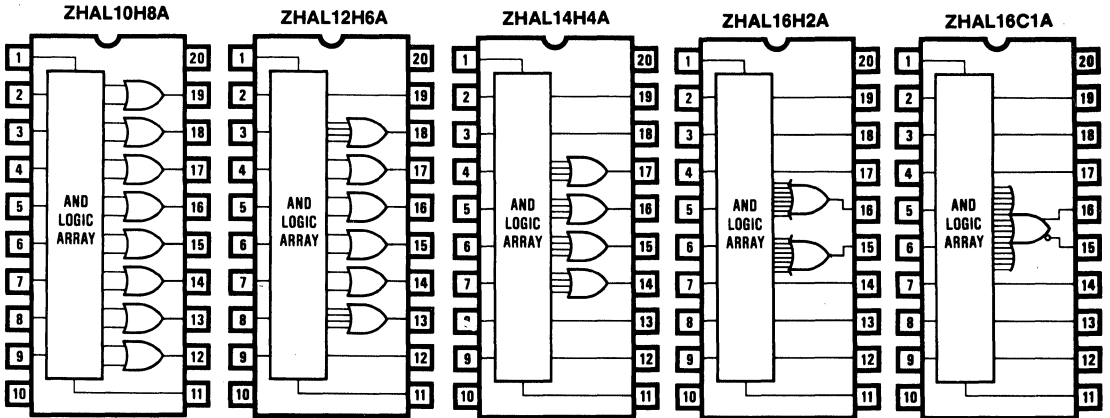 ZHAL10H8A
1 20
2 19
3 18
4 17
AND
LOGIC
ARRAY
5 16
6 15
7 14
8 13
9 12
10 11
ZHAL12H6A
1 20
2 19
3 18
4 17
AND
LOGIC
ARRAY
5 16
6 15
7 14
8 13
9 12
10 11
ZHAL14H4A
1 20
2 19
3 18
4 17
AND
LOGIC
ARRAY
5 16
6 15
7 14
13
9 12
10 11
ZHAL16H2A
1 20
2 19
3 18
4 17
AND
LOGIC
ARRAY
5 16
6 15
7 14
8 13
9 12
10 11
ZHAL16C1A
1 20
2 19
3 18
4 17
AND
LOGIC
ARRAY
5 16
6 15
7 14
8 13
9 12
10 11